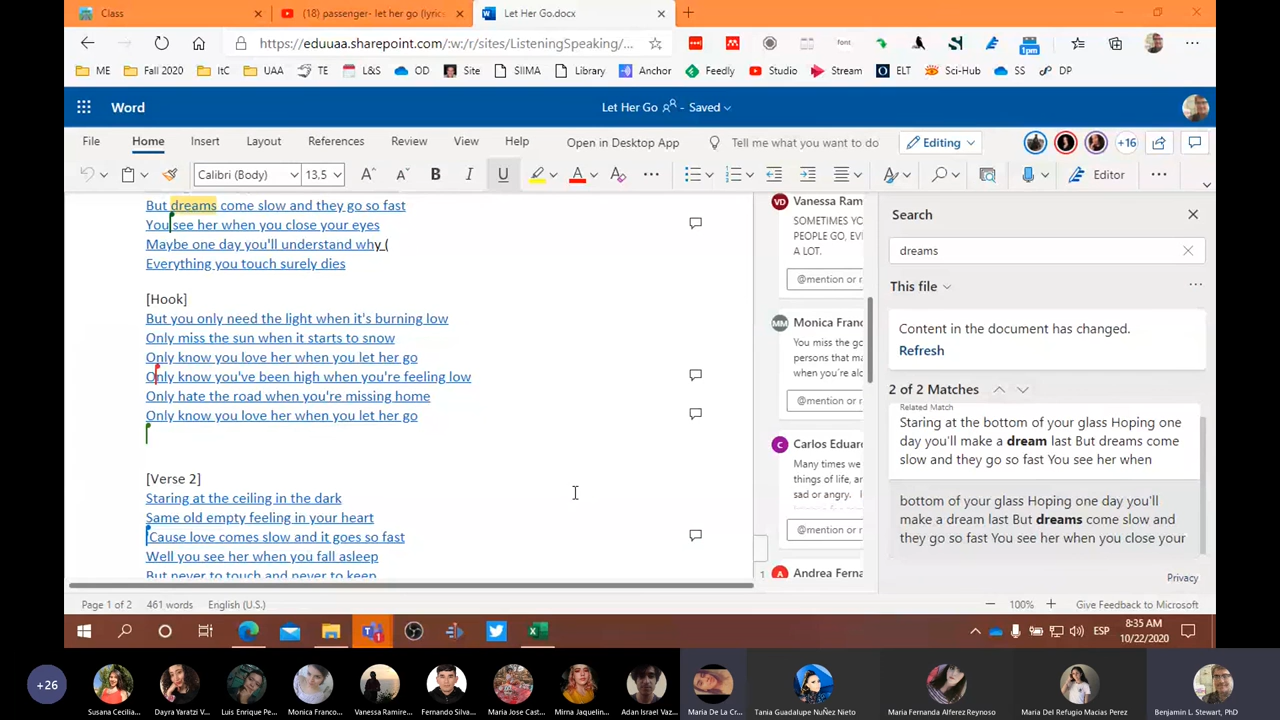 Class
(18) passenger- let her go (lyric
Let Her Go.docx
https://eduuaa.sharepoint.com/:w:/r/sites/ListeningSpeaking/...
font
1pm
ME
Fall 2020
ItC
UAA
TE
L&S
OD
Site
SIIMA
Library
Anchor
Feedly
Studio
Stream
ELT
Sci-Hub
SS
DP
Word
Let Her Go - Saved
File
Home
Insert
Layout
References
Review
View
Help
Open in Desktop App
Tell me what you want to do
Editing
+16
Calibri (Body)
13.5
B
I
U
Editor
But dreams come slow and they go so fast
You see her when you close your eyes
Maybe one day you'll understand why (
Everything you touch surely dies
[Hook]
But you only need the light when it's burning low
Only miss the sun when it starts to snow
Only know you love her when you let her go
Only know you've been high when you're feeling low
Only hate the road when you're missing home
Only know you love her when you let her go
[Verse 2]
Staring at the ceiling in the dark
Same old empty feeling in your heart
'Cause love comes slow and it goes so fast
Well you see her when you fall asleep
But never to touch and never to keep
VD
Vanessa Ram
SOMETIMES YO
PEOPLE GO, EV
A LOT.
@mention or r
MM
Monica Franc
You miss the go
persons that ma
when you're alo
@mention or r
C
Carlos Eduar
Many times we
things of life, an
sad or angry.
@mention or r
A
Andrea Ferna
1
Search
dreams
This file
Content in the document has changed.
Refresh
2 of 2 Matches
Related Match
Staring at the bottom of your glass Hoping one
day you'll make a dream last But dreams come
slow and they go so fast You see her when
bottom of your glass Hoping one day you'll
make a dream last But dreams come slow and
they go so fast You see her when you close your
Privacy
Page 1 of 2
461 words
English (U.S.)
100%
Give Feedback to Microsoft
ESP
8:35 AM
10/22/2020
+26
Susana Cecilia...
Dayra Yaratzi V...
Luis Enrique Pe...
Monica Franco...
Vanessa Ramire...
Fernando Silva...
Maria Jose Cast...
Mirna Jaquelin...
Adan Israel Vaz...
Maria De La Cr...
Tania Guadalupe Nuñez Nieto
Maria Fernanda Alferez Reynoso
Maria Del Refugio Macias Perez
Benjamin L. Stewart, PhD